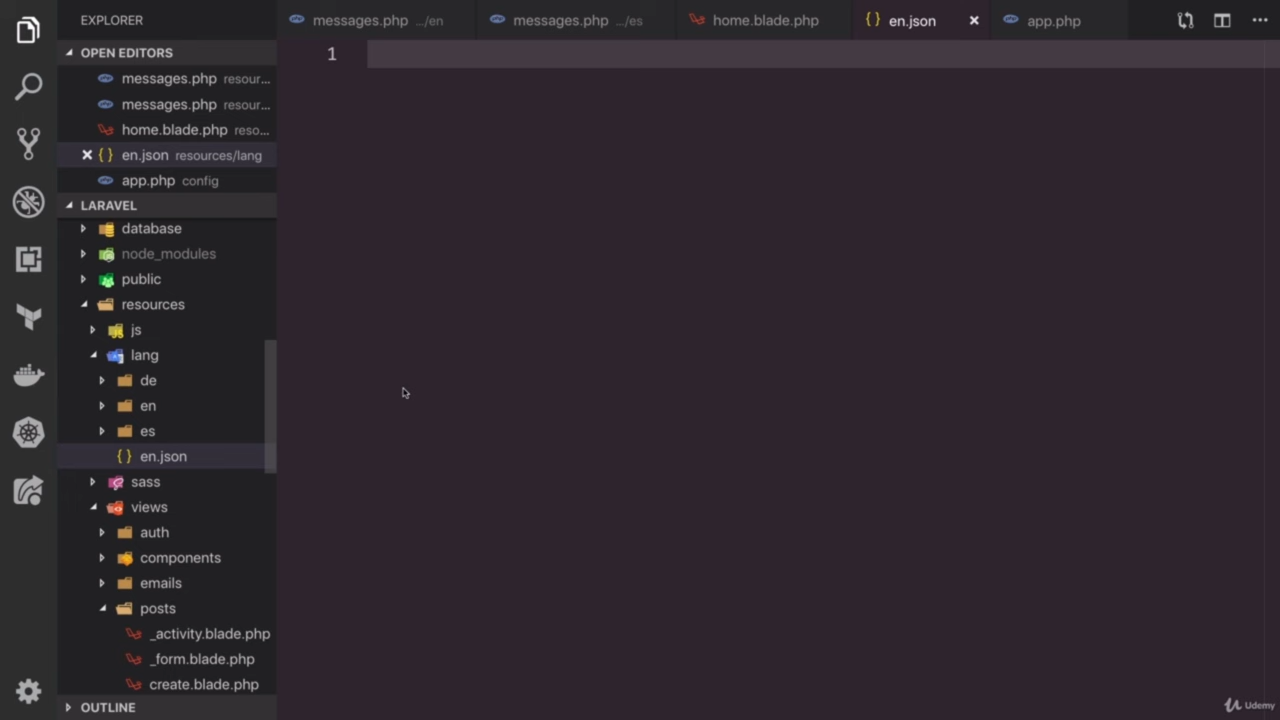 EXPLORER
messages.php .../en
messages.php .../es
home.blade.php
{} en.json ×
app.php
OPEN EDITORS
messages.php resour...
messages.php resour...
home.blade.php reso...
× {} en.json resources/lang
app.php config
LARAVEL
database
node_modules
public
resources
js
lang
de
en
es
{} en.json
sass
views
auth
components
emails
posts
_activity.blade.php
_form.blade.php
create.blade.php
OUTLINE
1
Udemy